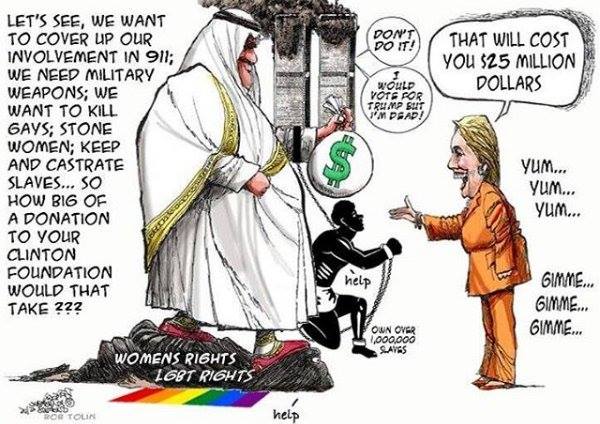 LET'S SEE, WE WANT
TO COVER UP OUR
INVOLVEMENT IN 911;
WE NEED MILITARY
WEAPONS; WE
WANT TO KILL
GAYS; STONE
WOMEN; KEEP
AND CASTRATE
SLAVES... SO
HOW BIG OF
A DONATION
TO YOUR
CLINTON
FOUNDATION
WOULD THAT
TAKE ???
DON'T
DO IT!
I
WOULD
VOTE FOR
TRUMP BUT
I'M DEAD!
$
THAT WILL COST
YOU $25 MILLION
DOLLARS
YUM...
YUM...
YUM...
GIMME...
GIMME...
GIMME...
help
OWN OVER
1,000,000
SLAVES
WOMENS RIGHTS
LGBT RIGHTS
help
ROB TOLIN